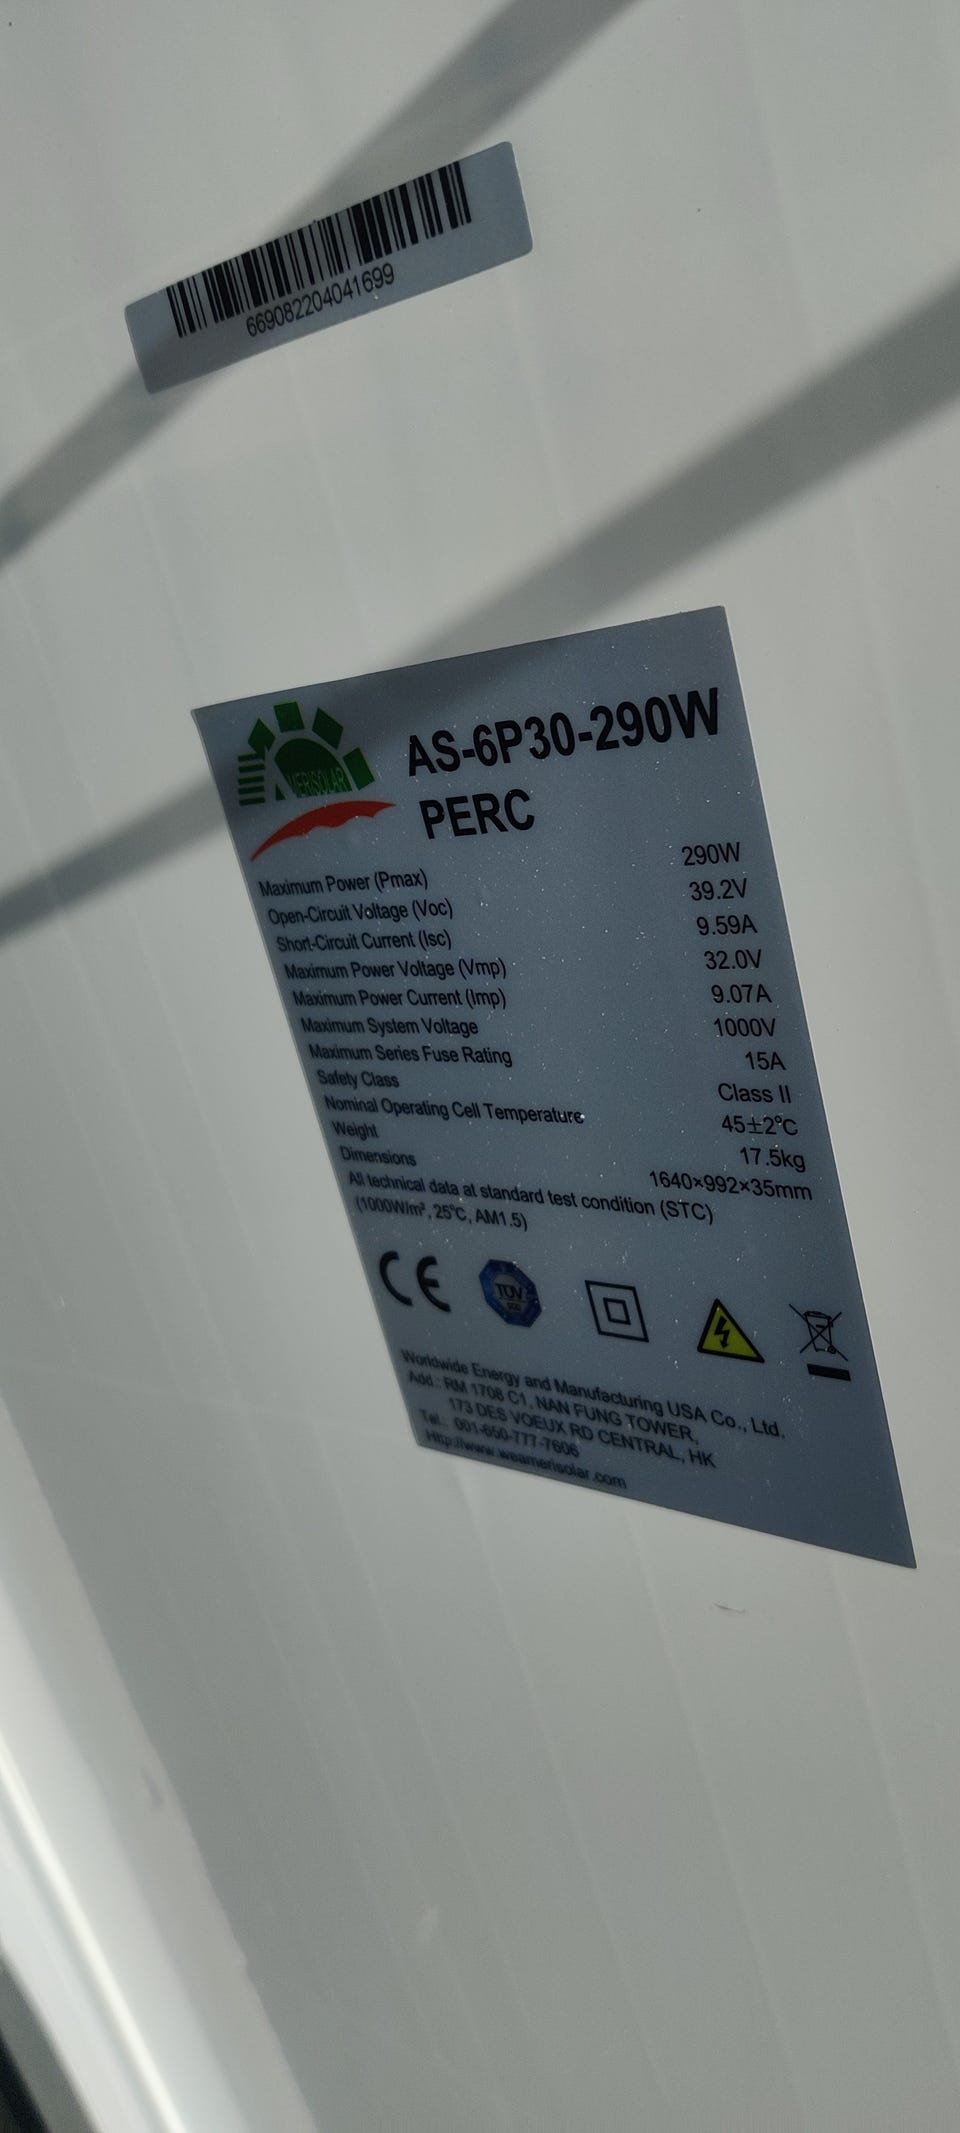 669082204041699
AMERISOLAR
AS-6P30-290W
PERC
Maximum Power (Pmax) 290W
Open-Circuit Voltage (Voc) 39.2V
Short-Circuit Current (Isc) 9.59A
Maximum Power Voltage (Vmp) 32.0V
Maximum Power Current (Imp) 9.07A
Maximum System Voltage 1000V
Maximum Series Fuse Rating 15A
Safety Class Class II
Nominal Operating Cell Temperature 45±2℃
Weight 17.5kg
Dimensions 1640×992×35mm
All technical data at standard test condition (STC)
(1000W/m², 25℃, AM1.5)
CE
TÜV
SÜD
Worldwide Energy and Manufacturing USA Co., Ltd.
Add.: RM 1708 C1, NAN FUNG TOWER,
173 DES VOEUX RD CENTRAL, HK
Tel.: 001-650-777-7606
Http://www.weamerisolar.com